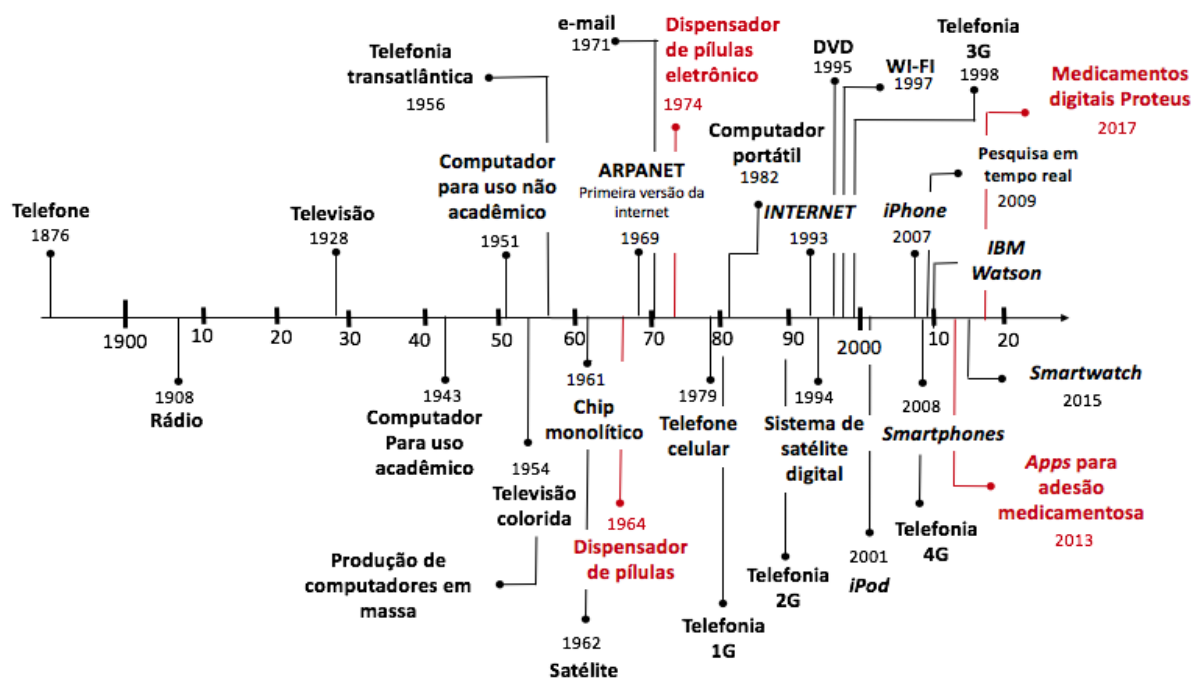 Telefone
1876
Televisão
1928
Telefonia
transatlântica
1956
Computador
para uso não
acadêmico
1951
e-mail
1971
ARPANET
Primeira versão da
internet
1969
Dispensador
de pílulas
eletrônico
1974
Computador
portátil
1982
INTERNET
1993
DVD
1995
WI-FI
1997
Telefonia
3G
1998
iPhone
2007
Pesquisa em
tempo real
2009
IBM
Watson
Medicamentos
digitais Proteus
2017
1900
10
20
30
40
50
60
70
80
90
2000
10
20
1908
Rádio
1943
Computador
Para uso
acadêmico
1954
Televisão
colorida
Produção de
computadores em
massa
1961
Chip
monolítico
1962
Satélite
1964
Dispensador
de pílulas
1979
Telefone
celular
Telefonia
1G
Telefonia
2G
1994
Sistema de
satélite
digital
2001
iPod
2008
Smartphones
Telefonia
4G
Smartwatch
2015
Apps para
adesão
medicamentosa
2013